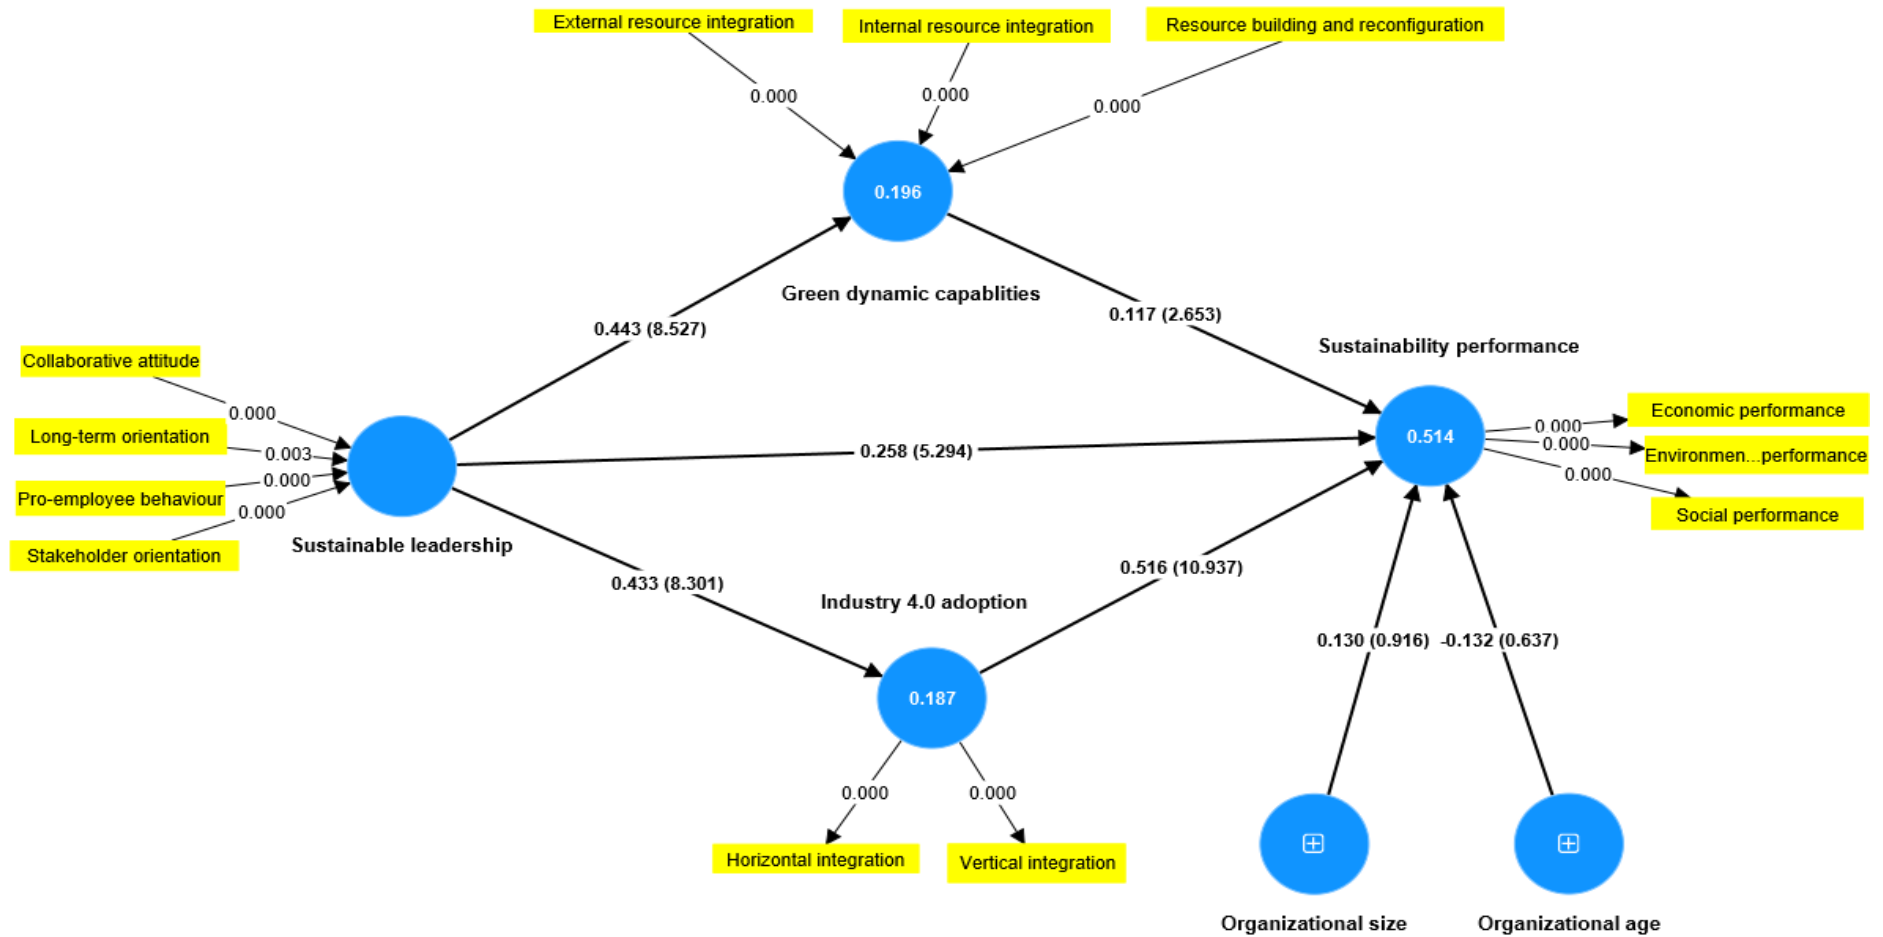 External resource integration
Internal resource integration
Resource building and reconfiguration
0.000
0.000
0.000
0.196
Green dynamic capablities
0.443 (8.527)
0.117 (2.653)
Sustainability performance
Collaborative attitude
0.000
Long-term orientation
0.003
Pro-employee behaviour
0.000
0.000
Stakeholder orientation
Sustainable leadership
0.258 (5.294)
0.514
0.000
Economic performance
0.000
Environmen...performance
0.000
Social performance
0.433 (8.301)
Industry 4.0 adoption
0.516 (10.937)
0.187
0.130 (0.916)
-0.132 (0.637)
0.000
0.000
Horizontal integration
Vertical integration
Organizational size
Organizational age